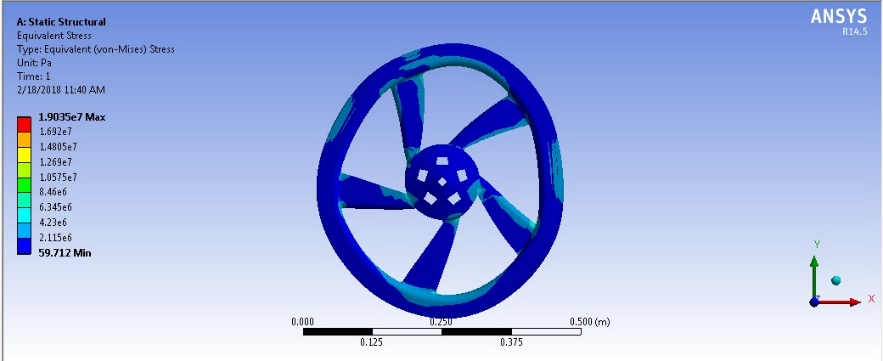 A: Static Structural
Equivalent Stress
Type: Equivalent (von-Mises) Stress
Unit: Pa
Time: 1
2/18/2018 11:40 AM
1.9035e7 Max
1.692e7
1.4805e7
1.269e7
1.0575e7
8.46e6
6.345e6
4.23e6
2.115e6
59.712 Min
ANSYS
R14.5
Y
X
0.000 0.250 0.500 (m)
0.125 0.375